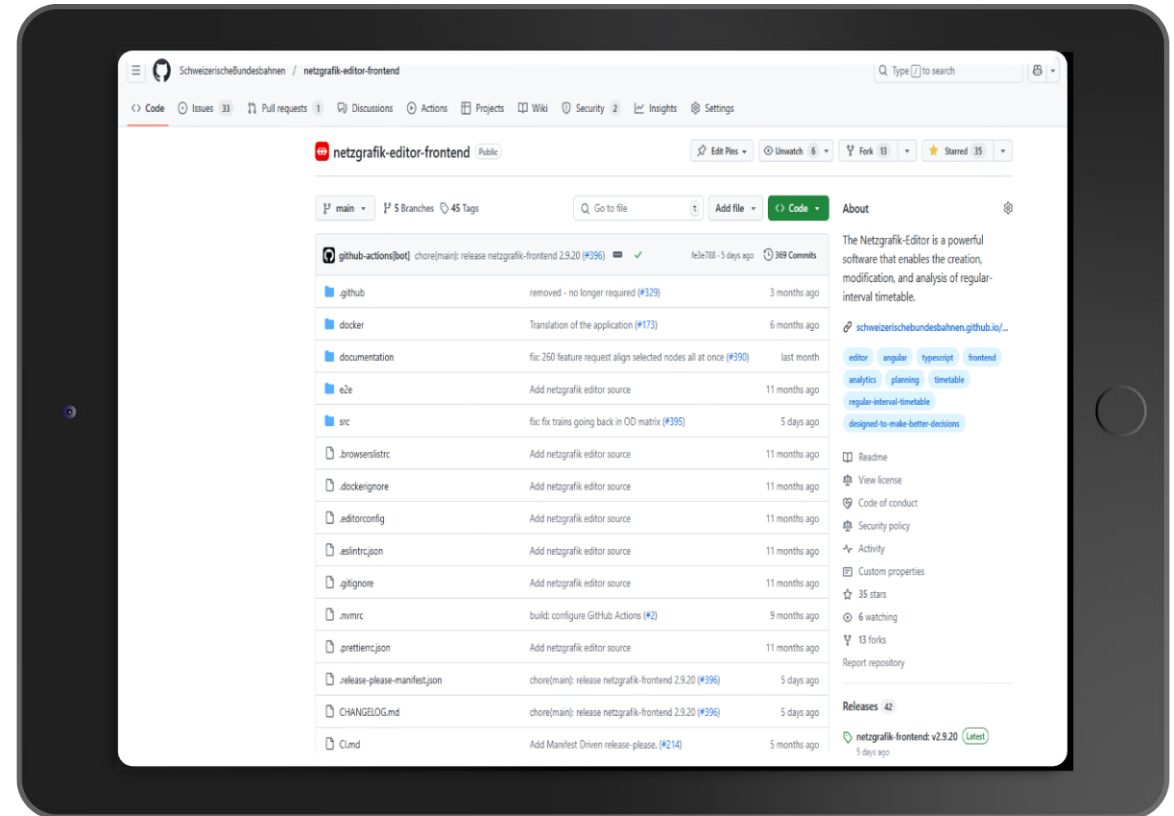 SchweizerischeBundesbahnen / netzgrafik-editor-frontend
Type / to search
Code Issues 33 Pull requests 1 Discussions Actions Projects Wiki Security 2 Insights Settings
netzgrafik-editor-frontend Public
Edit Pins Unwatch 6 Fork 13 Starred 35
main 5 Branches 45 Tags Go to file t Add file Code
github-actions[bot] chore(main): release netzgrafik-frontend 2.9.20 (#396) fe3e788 · 5 days ago 369 Commits
.github removed - no longer required (#329) 3 months ago
docker Translation of the application (#173) 6 months ago
documentation fix: 260 feature request align selected nodes all at once (#390) last month
e2e Add netzgrafik editor source 11 months ago
src fix: fix trains going back in OD matrix (#395) 5 days ago
.browserslistrc Add netzgrafik editor source 11 months ago
.dockerignore Add netzgrafik editor source 11 months ago
.editorconfig Add netzgrafik editor source 11 months ago
.eslintrc.json Add netzgrafik editor source 11 months ago
.gitignore Add netzgrafik editor source 11 months ago
.nvmrc build: configure GitHub Actions (#2) 9 months ago
.prettierrc.json Add netzgrafik editor source 11 months ago
.release-please-manifest.json chore(main): release netzgrafik-frontend 2.9.20 (#396) 5 days ago
CHANGELOG.md chore(main): release netzgrafik-frontend 2.9.20 (#396) 5 days ago
CI.md Add Manifest Driven release-please. (#214) 5 months ago
About
The Netzgrafik-Editor is a powerful
software that enables the creation,
modification, and analysis of regular-
interval timetable.
schweizerischebundesbahnen.github.io/...
editor angular typescript frontend
analytics planning timetable
regular-interval-timetable
designed-to-make-better-decisions
Readme
View license
Code of conduct
Security policy
Activity
Custom properties
35 stars
6 watching
13 forks
Report repository
Releases 42
netzgrafik-frontend: v2.9.20 Latest
5 days ago